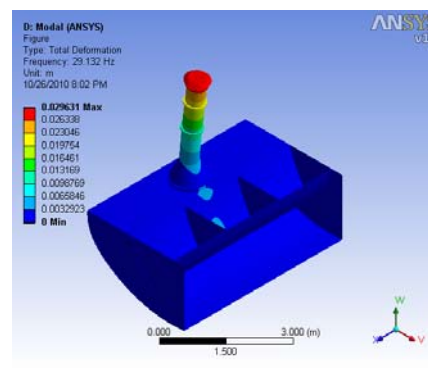 D: Modal (ANSYS)
Figure
Type: Total Deformation
Frequency: 29.132 Hz
Unit: m
10/26/2010 8:02 PM
0.029631 Max
0.026338
0.023046
0.019754
0.016461
0.013169
0.0098769
0.0065846
0.0032923
0 Min
ANSYS
0.000
3.000 (m)
1.500
W
X
V